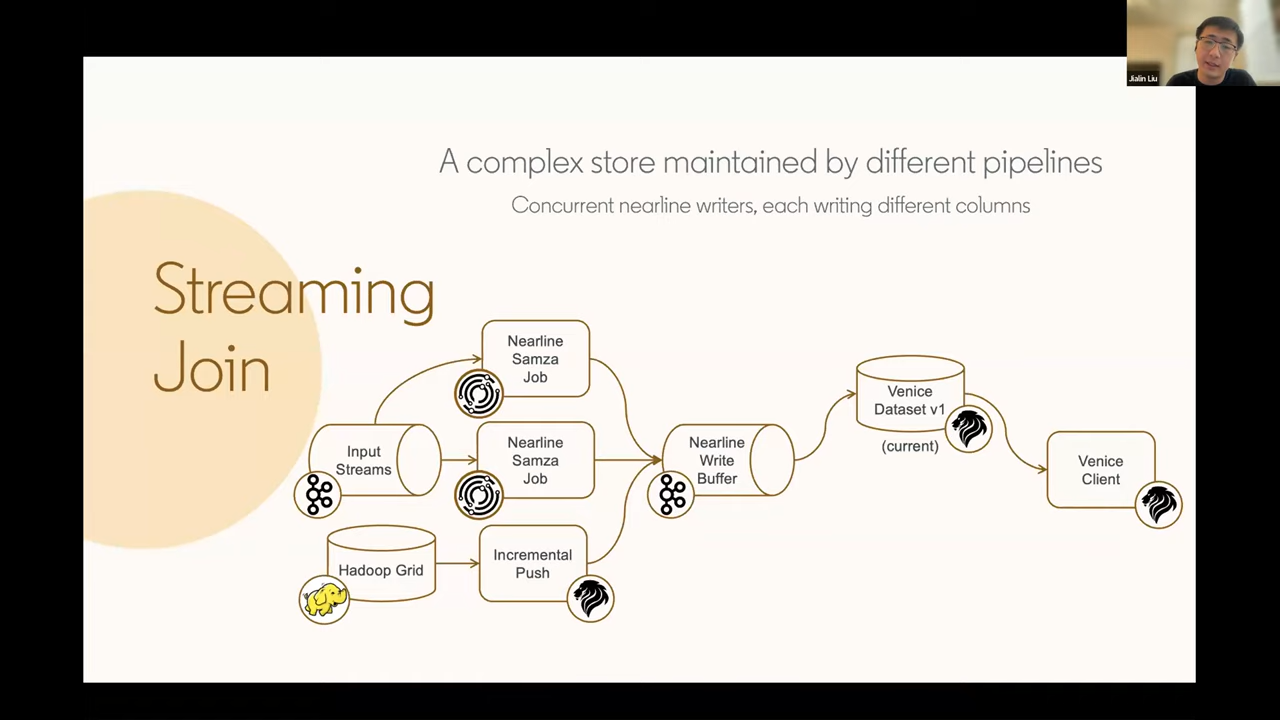 Jialin Liu
A complex store maintained by different pipelines
Concurrent nearline writers, each writing different columns
Streaming
Join
Nearline
Samza
Job
Input
Streams
Nearline
Samza
Job
Nearline
Write
Buffer
Venice
Dataset v1
(current)
Venice
Client
Hadoop Grid
Incremental
Push